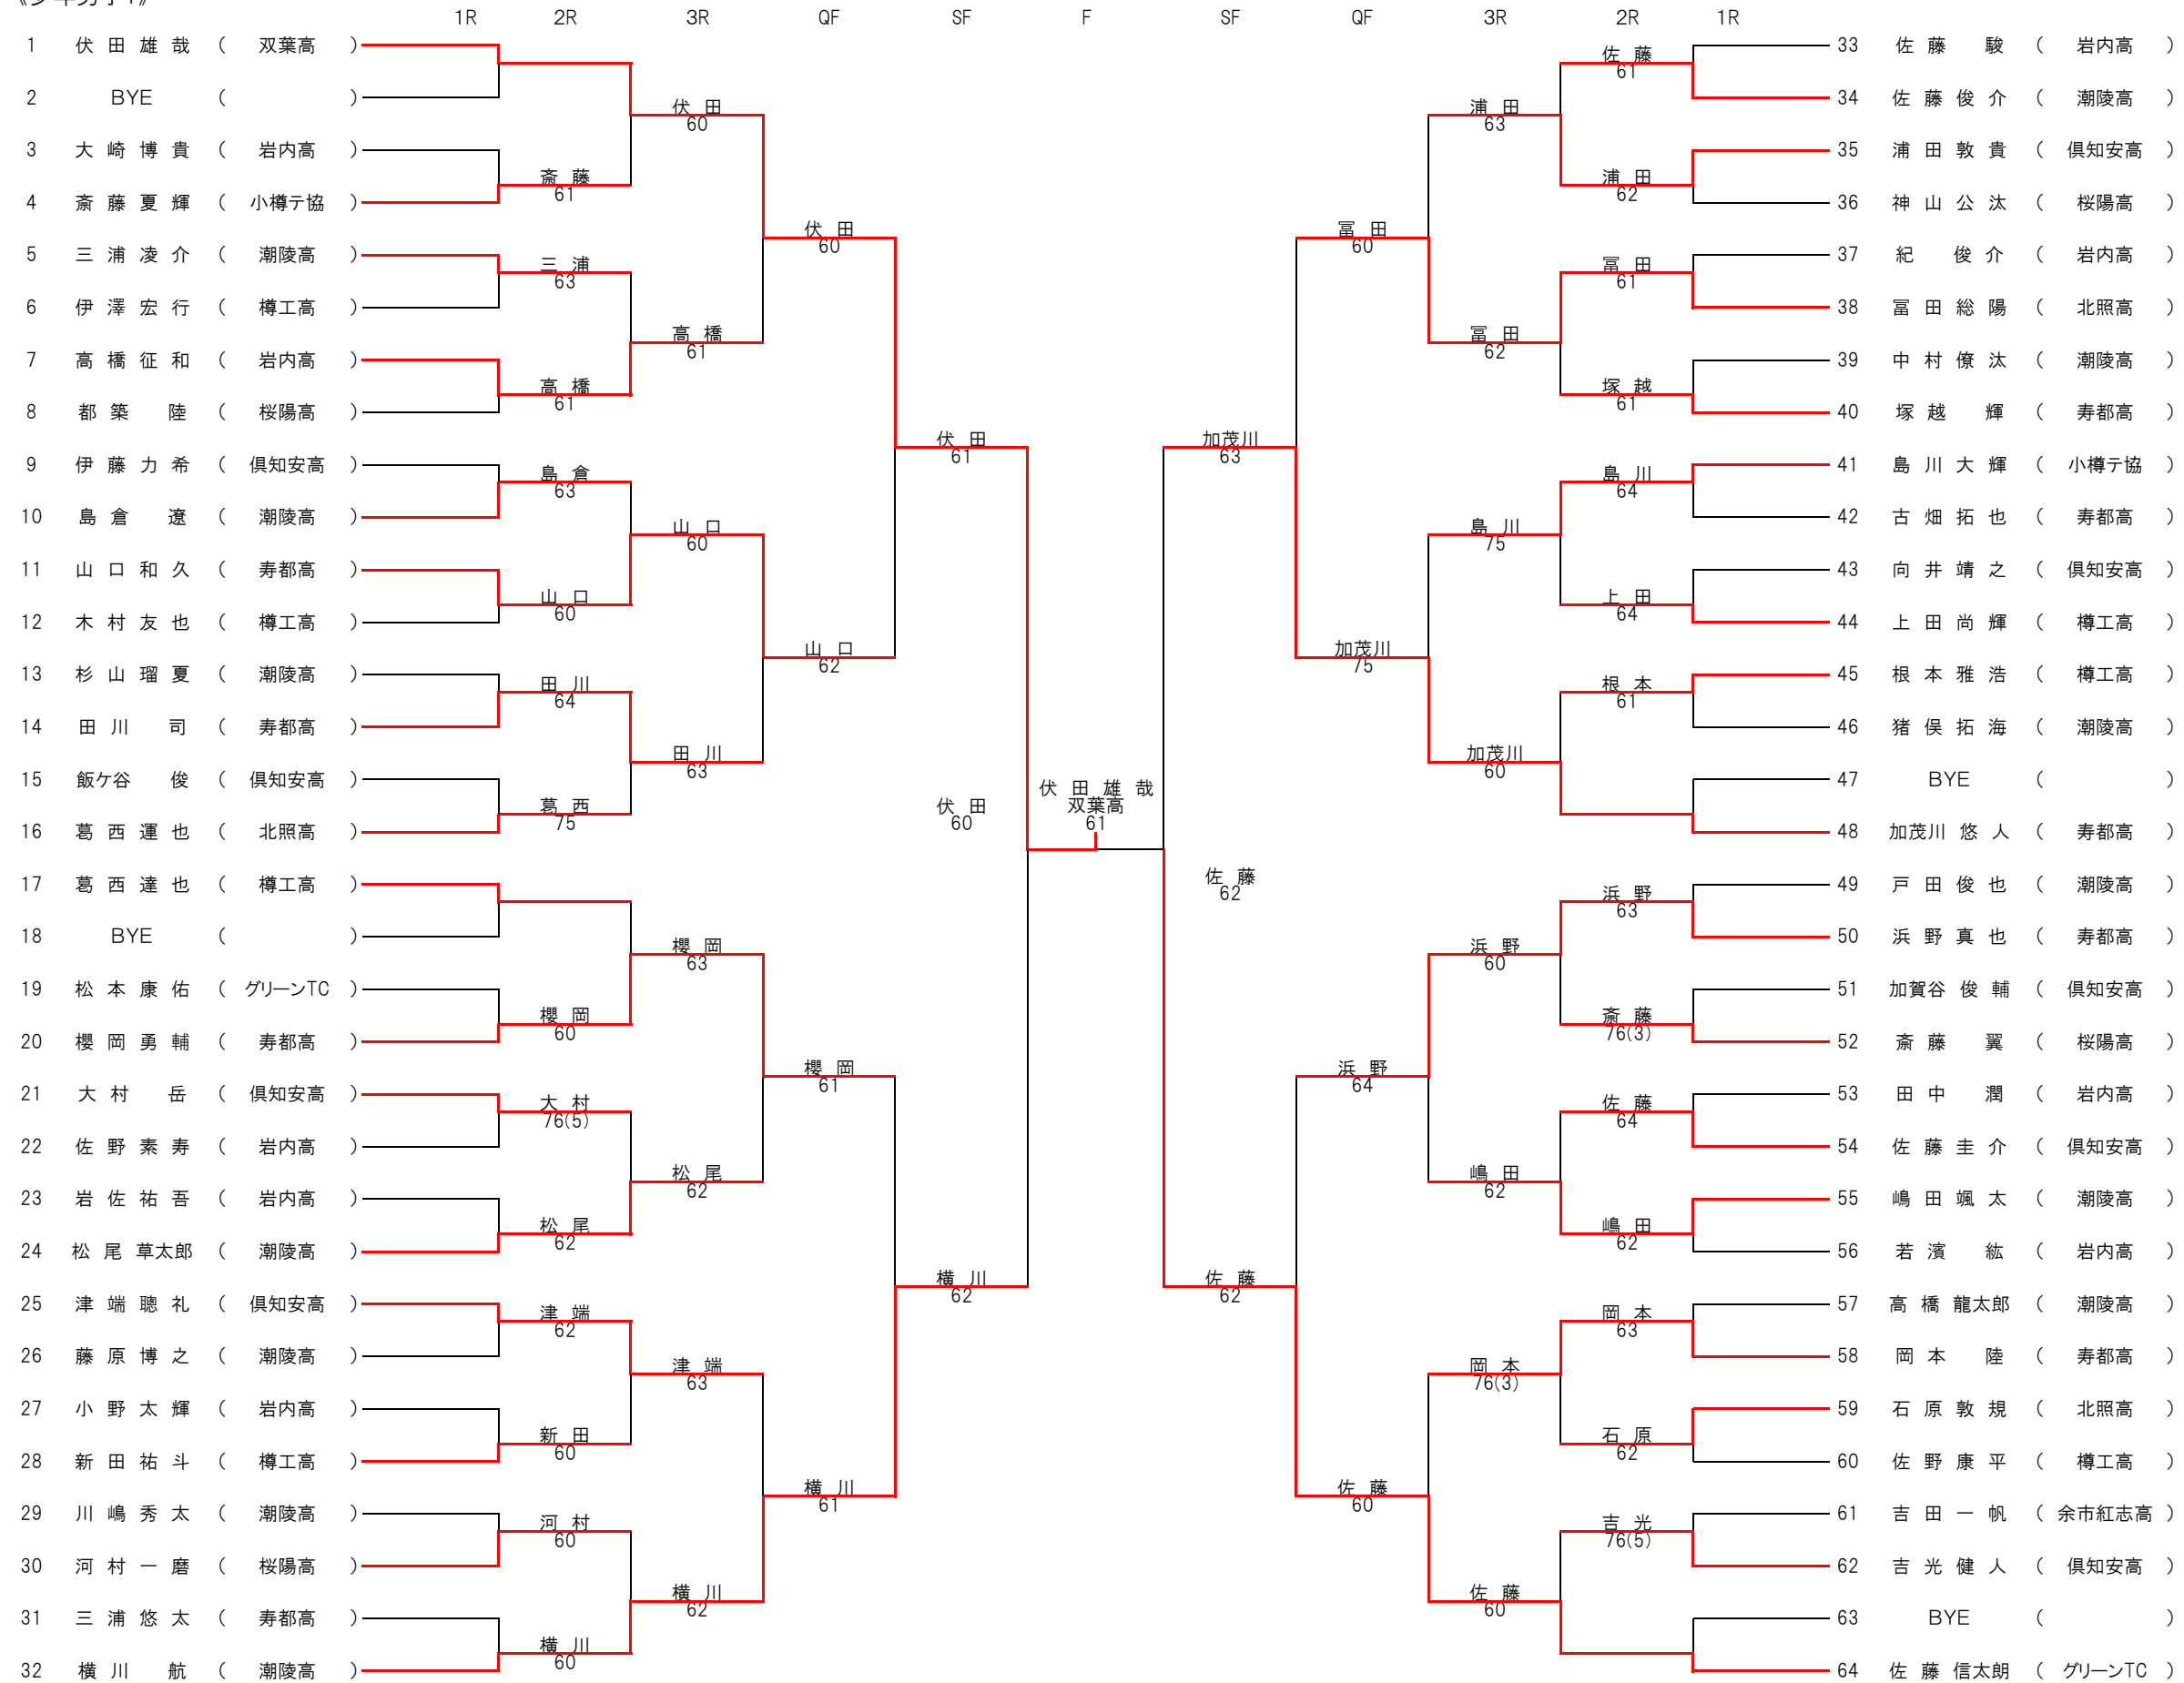 1R 2R 3R QF SF F SF QF 3R 2R 1R
1 伏田雄哉 ( 双葉高 )
2 BYE ( )
3 大崎博貴 ( 岩内高 )
4 斎藤夏輝 ( 小樽テ協 )
5 三浦凌介 ( 潮陵高 )
6 伊澤宏行 ( 樽工高 )
7 高橋征和 ( 岩内高 )
8 都築 陸 ( 桜陽高 )
9 伊藤力希 ( 倶知安高 )
10 島倉 遼 ( 潮陵高 )
11 山口和久 ( 寿都高 )
12 木村友也 ( 樽工高 )
13 杉山瑠夏 ( 潮陵高 )
14 田川 司 ( 寿都高 )
15 飯ケ谷 俊 ( 倶知安高 )
16 葛西運也 ( 北照高 )
17 葛西達也 ( 樽工高 )
18 BYE ( )
19 松本康佑 ( グリーンTC )
20 櫻岡勇輔 ( 寿都高 )
21 大村 岳 ( 倶知安高 )
22 佐野素寿 ( 岩内高 )
23 岩佐祐吾 ( 岩内高 )
24 松尾草太郎 ( 潮陵高 )
25 津端聰礼 ( 倶知安高 )
26 藤原博之 ( 潮陵高 )
27 小野太輝 ( 岩内高 )
28 新田祐斗 ( 樽工高 )
29 川嶋秀太 ( 潮陵高 )
30 河村一磨 ( 桜陽高 )
31 三浦悠太 ( 寿都高 )
32 横川 航 ( 潮陵高 )
斎藤
61
三浦
63
高橋
61
島倉
63
山口
60
田川
64
葛西
75
櫻岡
60
大村
76(5)
松尾
62
津端
62
新田
60
河村
60
横川
60
伏田
60
高橋
61
山口
60
田川
63
櫻岡
63
松尾
62
津端
63
横川
62
伏田
60
山口
62
櫻岡
61
横川
61
伏田
61
横川
62
伏田
60
伏田雄哉
双葉高
61
佐藤
62
加茂川
63
佐藤
62
冨田
60
加茂川
75
浜野
64
佐藤
60
浦田
63
冨田
62
島川
75
加茂川
60
浜野
60
嶋田
62
岡本
76(3)
佐藤
60
佐藤
61
浦田
62
冨田
61
塚越
61
島川
64
上田
64
根本
61
浜野
63
斎藤
76(3)
佐藤
64
嶋田
62
岡本
63
石原
62
吉光
76(5)
33 佐藤 駿 ( 岩内高 )
34 佐藤俊介 ( 潮陵高 )
35 浦田敦貴 ( 倶知安高 )
36 神山公汰 ( 桜陽高 )
37 紀 俊介 ( 岩内高 )
38 冨田総陽 ( 北照高 )
39 中村僚汰 ( 潮陵高 )
40 塚越 輝 ( 寿都高 )
41 島川大輝 ( 小樽テ協 )
42 古畑拓也 ( 寿都高 )
43 向井靖之 ( 倶知安高 )
44 上田尚輝 ( 樽工高 )
45 根本雅浩 ( 樽工高 )
46 猪俣拓海 ( 潮陵高 )
47 BYE ( )
48 加茂川悠人 ( 寿都高 )
49 戸田俊也 ( 潮陵高 )
50 浜野真也 ( 寿都高 )
51 加賀谷俊輔 ( 倶知安高 )
52 斎藤 翼 ( 桜陽高 )
53 田中 潤 ( 岩内高 )
54 佐藤圭介 ( 倶知安高 )
55 嶋田颯太 ( 潮陵高 )
56 若濱 紘 ( 岩内高 )
57 高橋龍太郎 ( 潮陵高 )
58 岡本 陸 ( 寿都高 )
59 石原敦規 ( 北照高 )
60 佐野康平 ( 樽工高 )
61 吉田一帆 ( 余市紅志高 )
62 吉光健人 ( 倶知安高 )
63 BYE ( )
64 佐藤信太朗 ( グリーンTC )